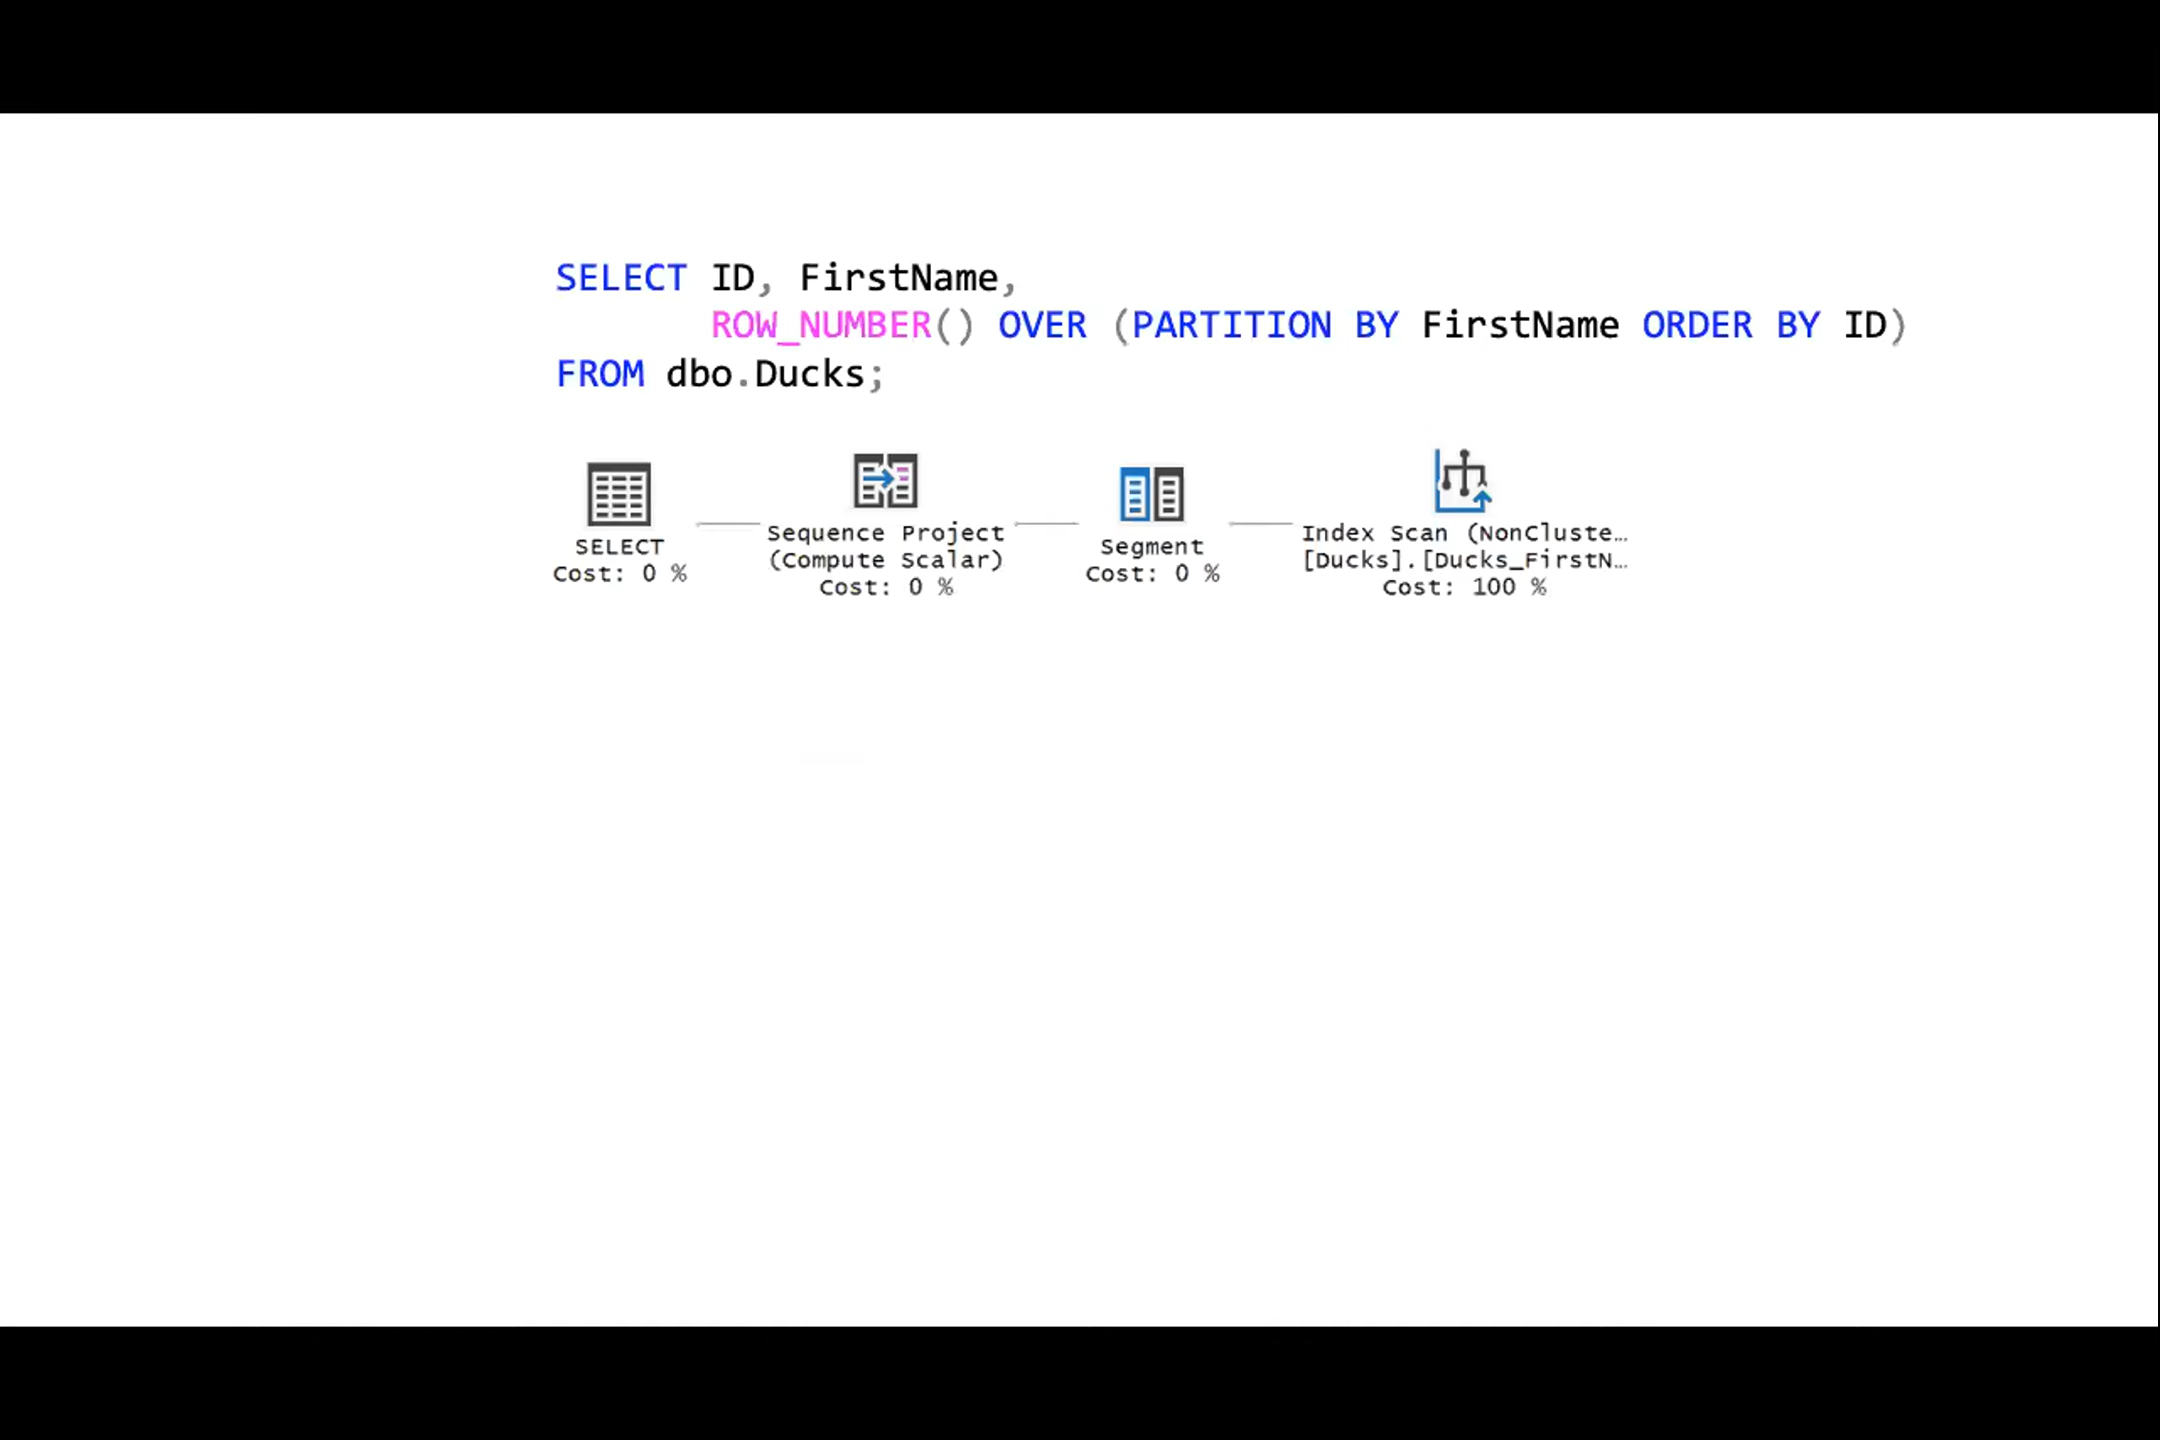 SELECT ID, FirstName,
ROW_NUMBER() OVER (PARTITION BY FirstName ORDER BY ID)
FROM dbo.Ducks;
SELECT
Cost: 0 %
Sequence Project
(Compute Scalar)
Cost: 0 %
Segment
Cost: 0 %
Index Scan (NonCluste…
[Ducks].[Ducks_FirstN…
Cost: 100 %